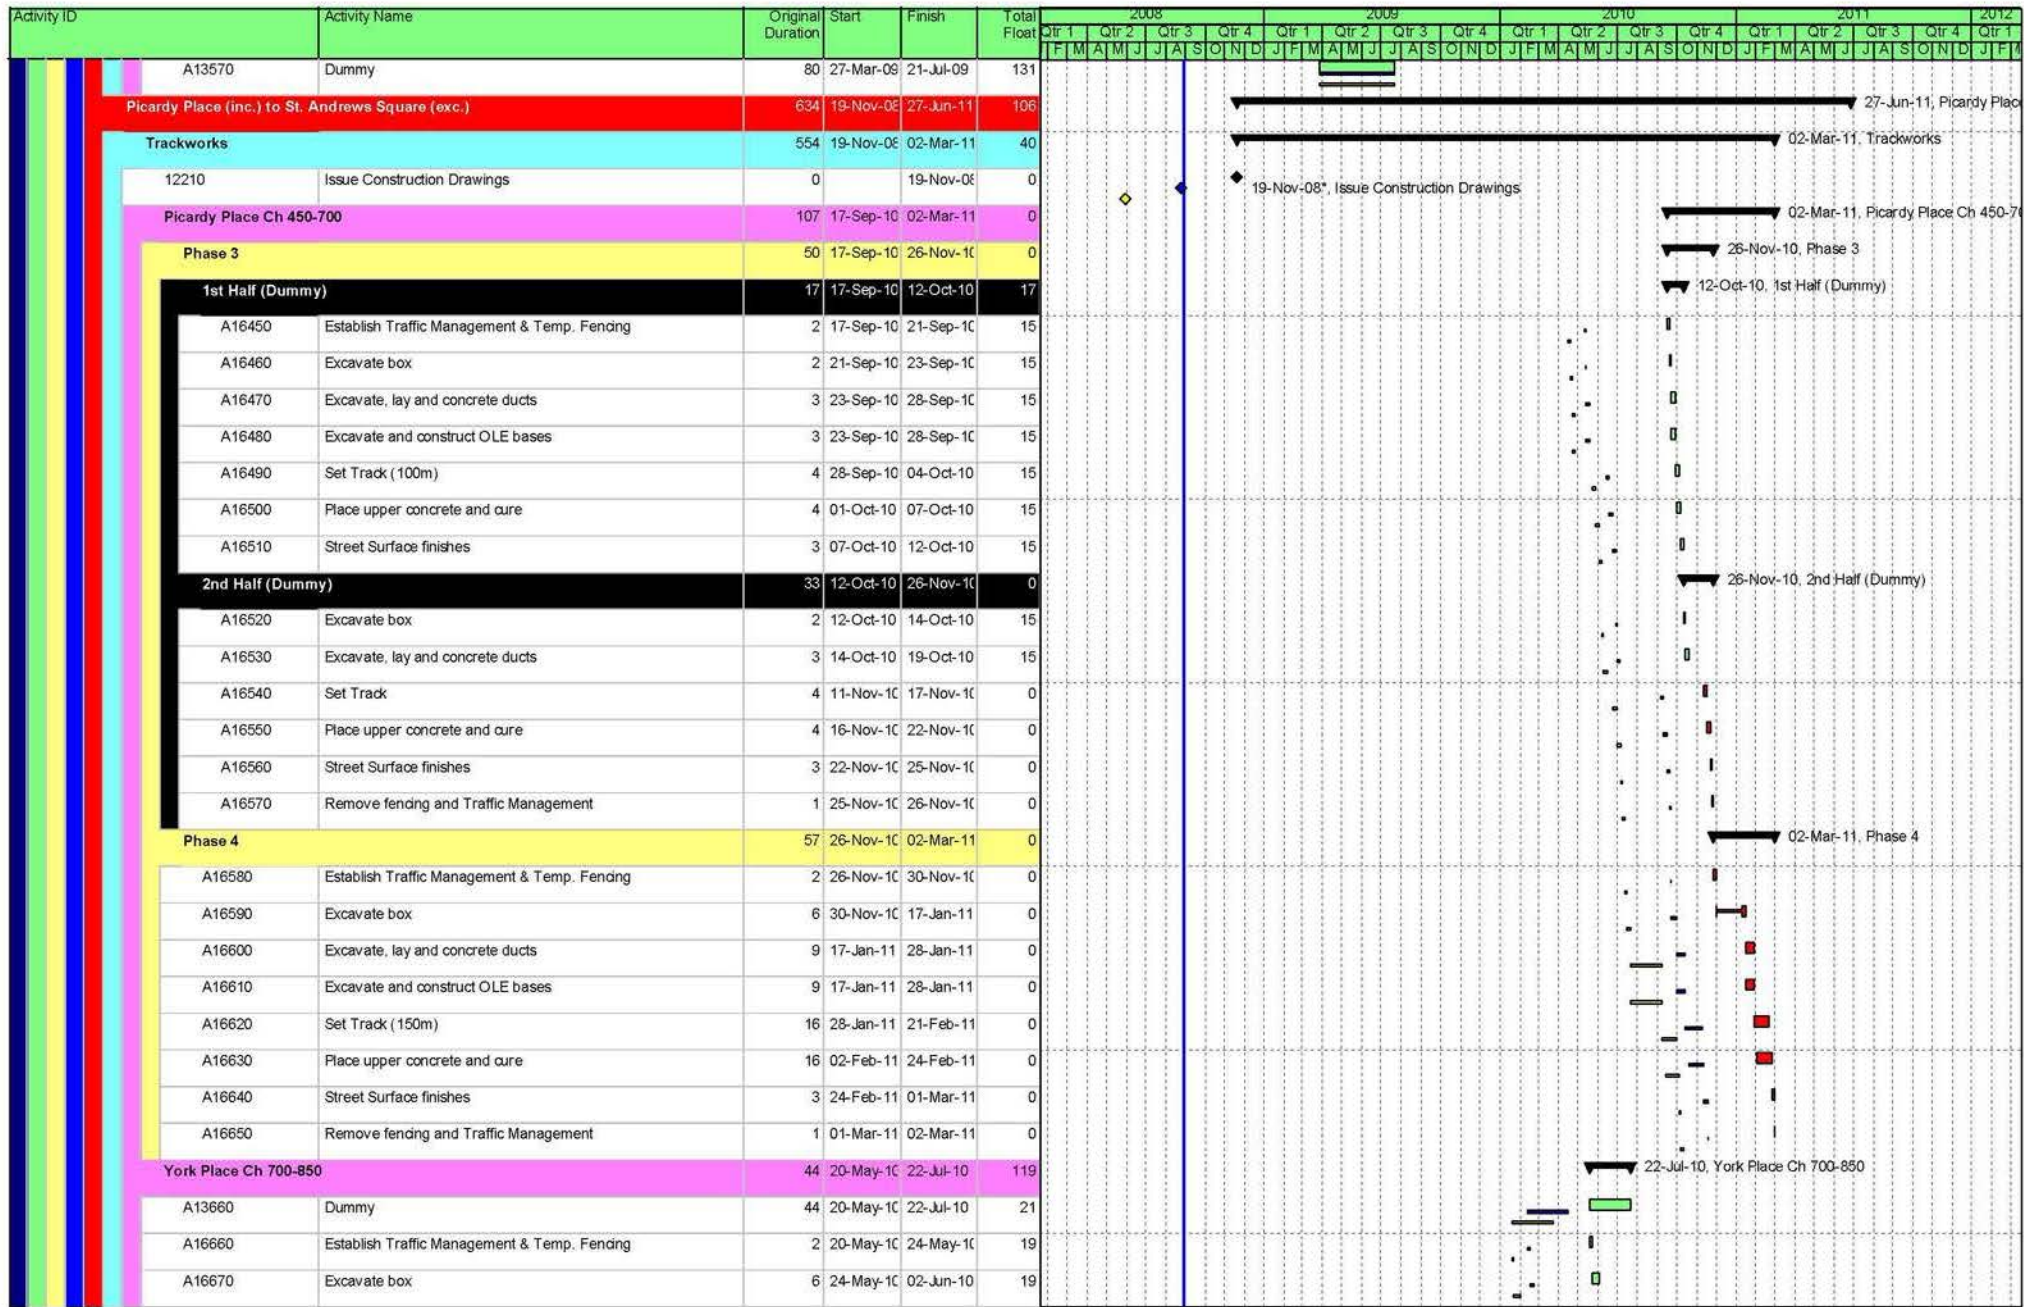 Activity ID Activity Name Original Duration Start Finish Total Float
2008 2009 2010 2011 2012
Qtr 1 Qtr 2 Qtr 3 Qtr 4 Qtr 1 Qtr 2 Qtr 3 Qtr 4 Qtr 1 Qtr 2 Qtr 3 Qtr 4 Qtr 1 Qtr 2 Qtr 3 Qtr 4 Qtr 1
F M A M J J A S O N D J F M A M J J A S O N D J F M A M J J A S O N D J F M A M J J A S O N D J F
A13570 Dummy 80 27-Mar-09 21-Jul-09 131
Picardy Place (inc.) to St. Andrews Square (exc.) 634 19-Nov-08 27-Jun-11 106 27-Jun-11, Picardy Plac
Trackworks 554 19-Nov-08 02-Mar-11 40 02-Mar-11, Trackworks
12210 Issue Construction Drawings 0 19-Nov-08 0 19-Nov-08*, Issue Construction Drawings
Picardy Place Ch 450-700 107 17-Sep-10 02-Mar-11 0 02-Mar-11, Picardy Place Ch 450-70
Phase 3 50 17-Sep-10 26-Nov-10 0 26-Nov-10, Phase 3
1st Half (Dummy) 17 17-Sep-10 12-Oct-10 17 12-Oct-10, 1st Half (Dummy)
A16450 Establish Traffic Management & Temp. Fencing 2 17-Sep-10 21-Sep-10 15
A16460 Excavate box 2 21-Sep-10 23-Sep-10 15
A16470 Excavate, lay and concrete ducts 3 23-Sep-10 28-Sep-10 15
A16480 Excavate and construct OLE bases 3 23-Sep-10 28-Sep-10 15
A16490 Set Track (100m) 4 28-Sep-10 04-Oct-10 15
A16500 Place upper concrete and cure 4 01-Oct-10 07-Oct-10 15
A16510 Street Surface finishes 3 07-Oct-10 12-Oct-10 15
2nd Half (Dummy) 33 12-Oct-10 26-Nov-10 0 26-Nov-10, 2nd Half (Dummy)
A16520 Excavate box 2 12-Oct-10 14-Oct-10 15
A16530 Excavate, lay and concrete ducts 3 14-Oct-10 19-Oct-10 15
A16540 Set Track 4 11-Nov-10 17-Nov-10 0
A16550 Place upper concrete and cure 4 16-Nov-10 22-Nov-10 0
A16560 Street Surface finishes 3 22-Nov-10 25-Nov-10 0
A16570 Remove fencing and Traffic Management 1 25-Nov-10 26-Nov-10 0
Phase 4 57 26-Nov-10 02-Mar-11 0 02-Mar-11, Phase 4
A16580 Establish Traffic Management & Temp. Fencing 2 26-Nov-10 30-Nov-10 0
A16590 Excavate box 6 30-Nov-10 17-Jan-11 0
A16600 Excavate, lay and concrete ducts 9 17-Jan-11 28-Jan-11 0
A16610 Excavate and construct OLE bases 9 17-Jan-11 28-Jan-11 0
A16620 Set Track (150m) 16 28-Jan-11 21-Feb-11 0
A16630 Place upper concrete and cure 16 02-Feb-11 24-Feb-11 0
A16640 Street Surface finishes 3 24-Feb-11 01-Mar-11 0
A16650 Remove fencing and Traffic Management 1 01-Mar-11 02-Mar-11 0
York Place Ch 700-850 44 20-May-10 22-Jul-10 119 22-Jul-10, York Place Ch 700-850
A13660 Dummy 44 20-May-10 22-Jul-10 21
A16660 Establish Traffic Management & Temp. Fencing 2 20-May-10 24-May-10 19
A16670 Excavate box 6 24-May-10 02-Jun-10 19